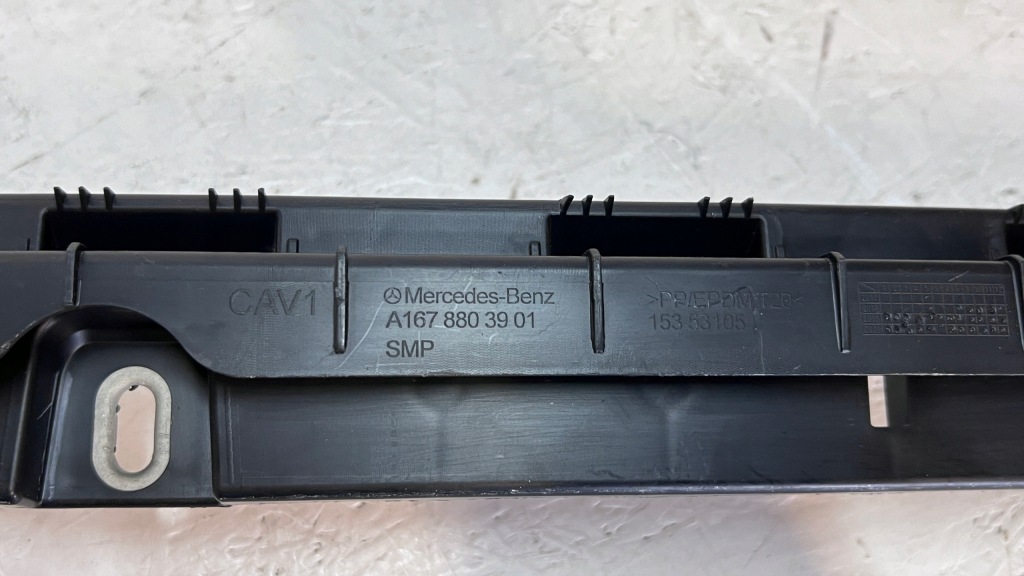 CAV1
Mercedes-Benz
A167 880 39 01
SMP
>PP/EPDM-T20<
153 53105